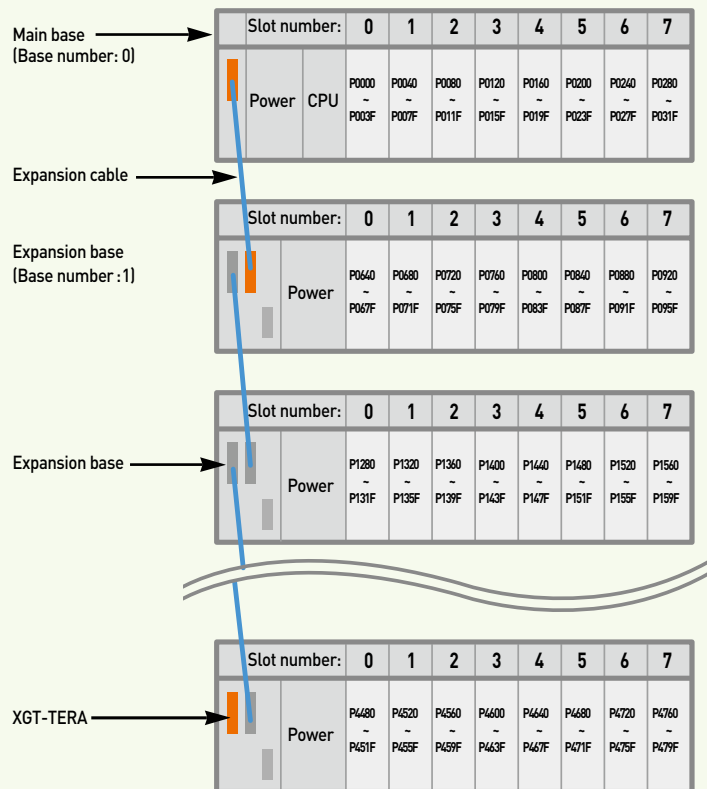 Main base
(Base number: 0)
Slot number: 0 1 2 3 4 5 6 7
Power CPU
P0000 P0040 P0080 P0120 P0160 P0200 P0240 P0280
~ ~ ~ ~ ~ ~ ~ ~
P003F P007F P011F P015F P019F P023F P027F P031F
Expansion cable
Slot number: 0 1 2 3 4 5 6 7
Expansion base
(Base number :1)
Power
P0640 P0680 P0720 P0760 P0800 P0840 P0880 P0920
~ ~ ~ ~ ~ ~ ~ ~
P067F P071F P075F P079F P083F P087F P091F P095F
Slot number: 0 1 2 3 4 5 6 7
Expansion base
Power
P1280 P1320 P1360 P1400 P1440 P1480 P1520 P1560
~ ~ ~ ~ ~ ~ ~ ~
P131F P135F P139F P143F P147F P151F P155F P159F
Slot number: 0 1 2 3 4 5 6 7
XGT-TERA
Power
P4480 P4520 P4560 P4600 P4640 P4680 P4720 P4760
~ ~ ~ ~ ~ ~ ~ ~
P451F P455F P459F P463F P467F P471F P475F P479F